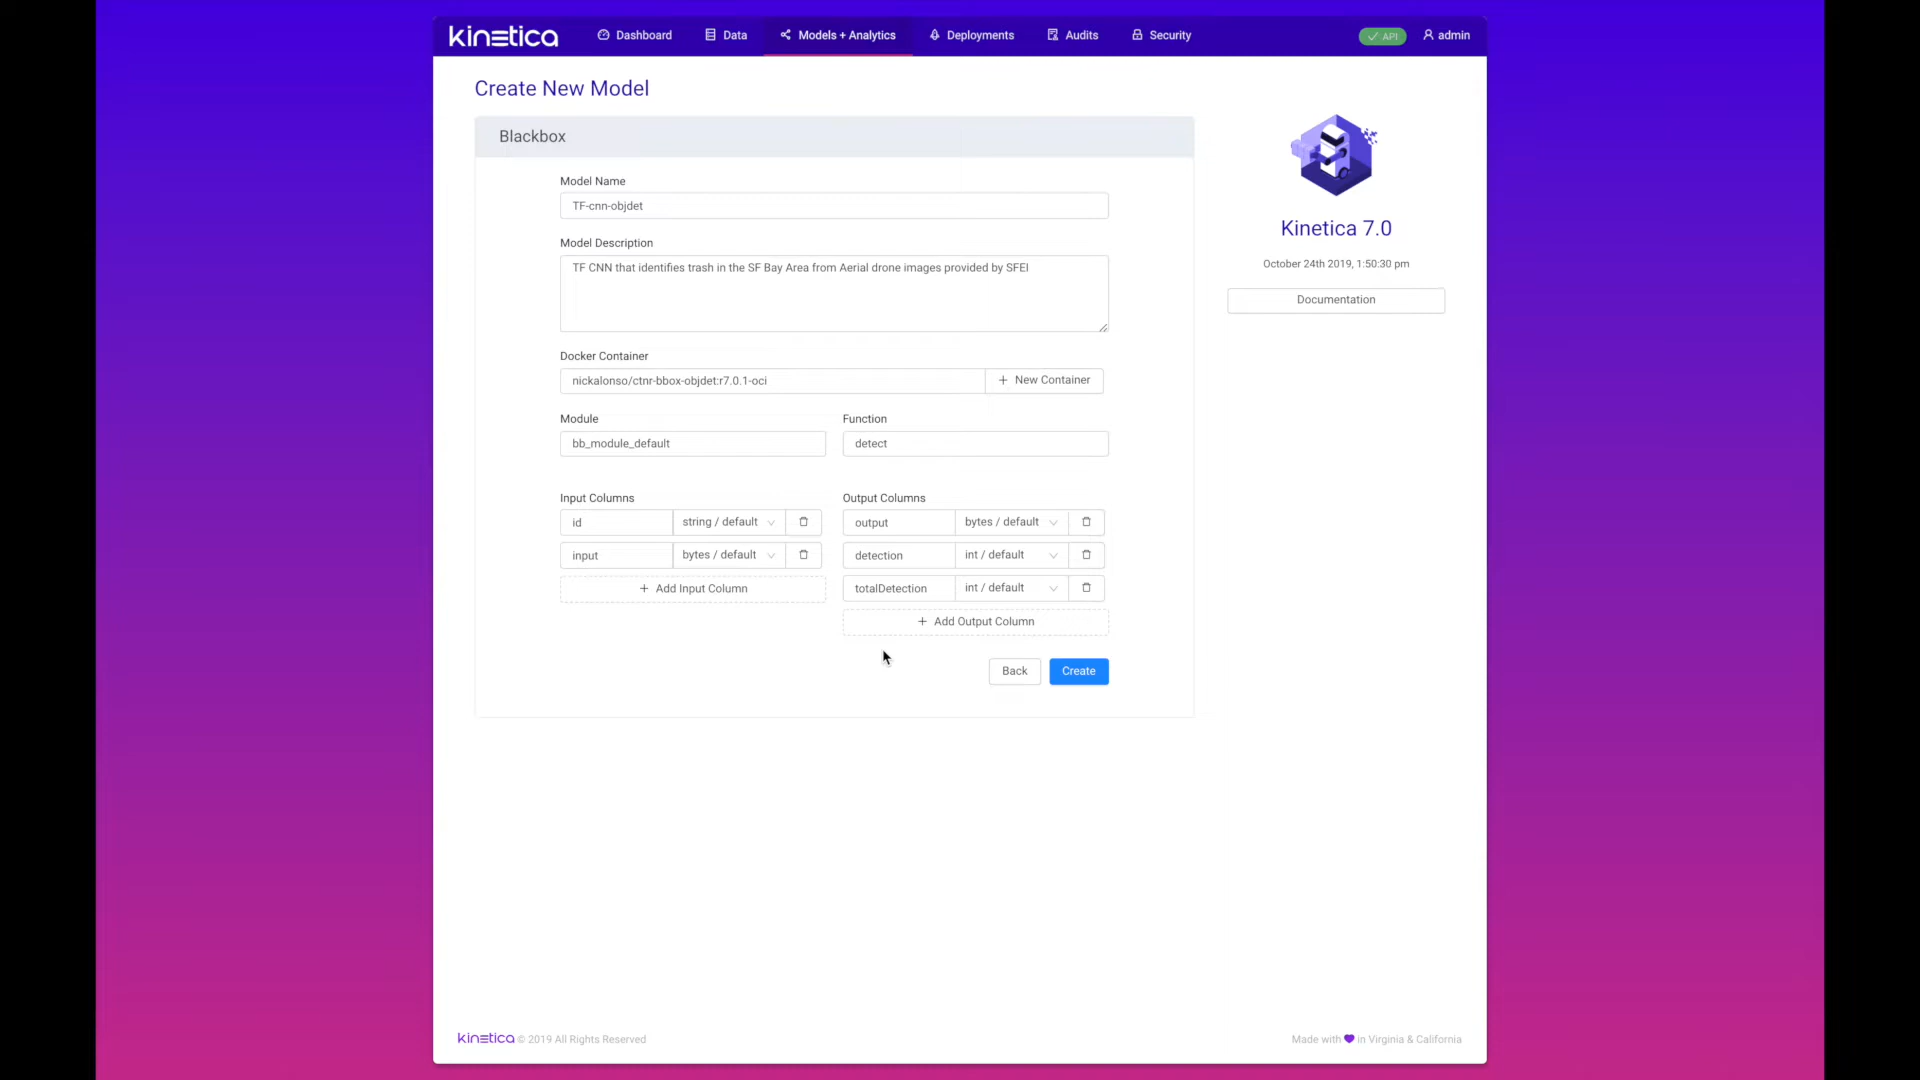 kinetica Dashboard Data Models + Analytics Deployments Audits Security API admin
Create New Model
Blackbox
Model Name
TF-cnn-objdet
Model Description
TF CNN that identifies trash in the SF Bay Area from Aerial drone images provided by SFEI
Docker Container
nickalonso/ctnr-bbox-objdet:r7.0.1-oci + New Container
Module Function
bb_module_default detect
Input Columns Output Columns
id string / default output bytes / default
input bytes / default detection int / default
+ Add Input Column totalDetection int / default
+ Add Output Column
Back Create
Kinetica 7.0
October 24th 2019, 1:50:30 pm
Documentation
kinetica © 2019 All Rights Reserved
Made with 💜 in Virginia & California